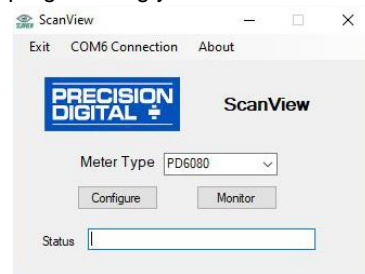 ScanView
Exit COM6 Connection About
PRECISION
DIGITAL
ScanView
Meter Type PD6080
Configure Monitor
Status